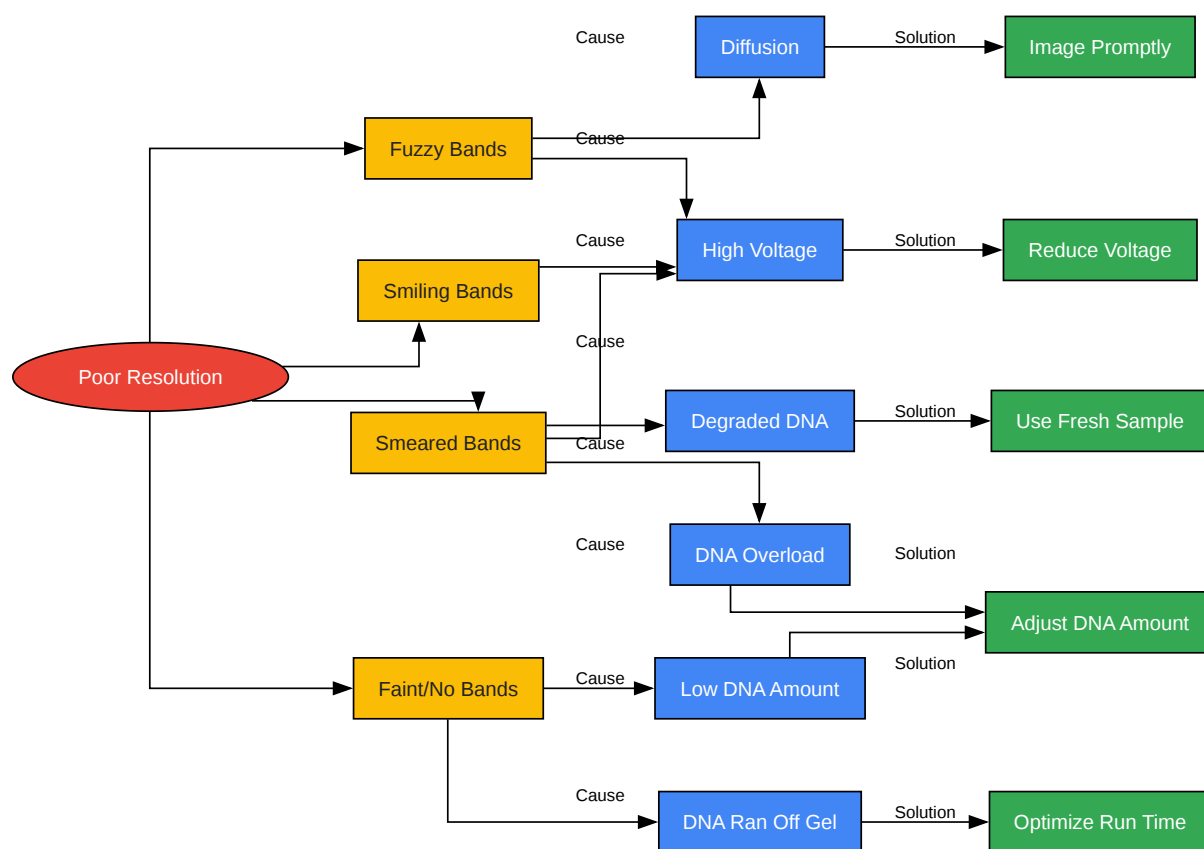 Cause
Diffusion
Solution
Image Promptly
Fuzzy Bands
Cause
Cause
High Voltage
Solution
Reduce Voltage
Smiling Bands
Cause
Poor Resolution
Smeared Bands
Cause
Degraded DNA
Solution
Use Fresh Sample
Cause
DNA Overload
Solution
Adjust DNA Amount
Faint/No Bands
Cause
Low DNA Amount
Solution
Cause
DNA Ran Off Gel
Solution
Optimize Run Time